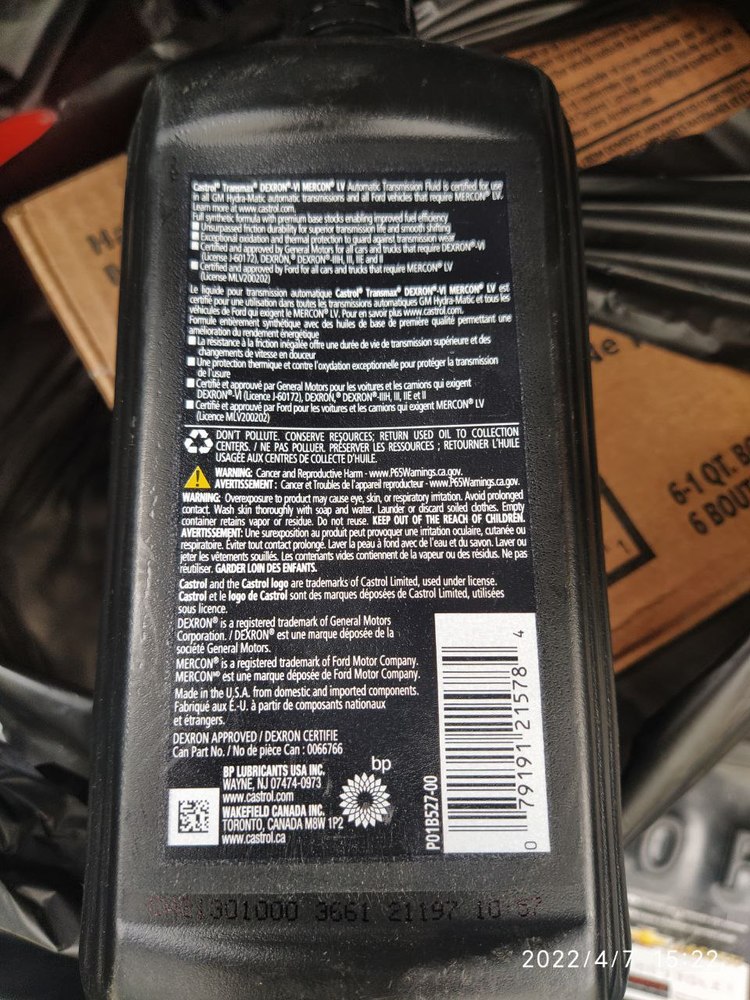 Castrol® Transmax® DEXRON®-VI MERCON® LV Automatic Transmission Fluid is certified for use
in all GM Hydra-Matic automatic transmissions and all Ford vehicles that require MERCON® LV.
Learn more at www.castrol.com.
Full synthetic formula with premium base stocks enabling improved fuel efficiency
■ Unsurpassed friction durability for superior transmission life and smooth shifting
■ Exceptional oxidation and thermal protection to guard against transmission wear
■ Certified and approved by General Motors for all cars and trucks that require DEXRON®-VI
(License J-60172), DEXRON,® DEXRON®-IIIH, III, IIE and II
■ Certified and approved by Ford for all cars and trucks that require MERCON® LV
(License MLV200202)
Le liquide pour transmission automatique Castrol® Transmax® DEXRON®-VI MERCON® LV est
certifié pour une utilisation dans toutes les transmissions automatiques GM Hydra-Matic et tous les
véhicules de Ford qui exigent le MERCON® LV. Pour en savoir plus www.castrol.com.
Formule entièrement synthétique avec des huiles de base de première qualité permettant une
amélioration du rendement énergétique
■ La résistance à la friction inégalée offre une durée de vie de transmission supérieure et des
changements de vitesse en douceur
■ Une protection thermique et contre l'oxydation exceptionnelle pour protéger la transmission
de l'usure
■ Certifié et approuvé par General Motors pour les voitures et les camions qui exigent
DEXRON®-VI (Licence J-60172), DEXRON,® DEXRON®-IIIH, III, IIE et II
■ Certifié et approuvé par Ford pour les voitures et les camions qui exigent MERCON® LV
(Licence MLV200202)
DON'T POLLUTE. CONSERVE RESOURCES; RETURN USED OIL TO COLLECTION
CENTERS. / NE PAS POLLUER. PRÉSERVER LES RESSOURCES ; RETOURNER L'HUILE
USAGÉE AUX CENTRES DE COLLECTE D'HUILE.
WARNING: Cancer and Reproductive Harm - www.P65Warnings.ca.gov.
AVERTISSEMENT : Cancer et Troubles de l'appareil reproducteur - www.P65Warnings.ca.gov.
WARNING: Overexposure to product may cause eye, skin, or respiratory irritation. Avoid prolonged
contact. Wash skin thoroughly with soap and water. Launder or discard soiled clothes. Empty
container retains vapor or residue. Do not reuse. KEEP OUT OF THE REACH OF CHILDREN.
AVERTISSEMENT: Une surexposition au produit peut provoquer une irritation oculaire, cutanée ou
respiratoire. Éviter tout contact prolongé. Laver la peau à fond avec de l'eau et du savon. Laver ou
jeter les vêtements souillés. Les contenants vides contiennent de la vapeur ou des résidus. Ne pas
réutiliser. GARDER LOIN DES ENFANTS.
Castrol and the Castrol logo are trademarks of Castrol Limited, used under license.
Castrol et le logo de Castrol sont des marques déposées de Castrol Limited, utilisées
sous licence.
DEXRON® is a registered trademark of General Motors
Corporation. / DEXRON® est une marque déposée de la
société General Motors.
MERCON® is a registered trademark of Ford Motor Company.
MERCONᴹᴰ est une marque déposée de Ford Motor Company.
Made in the U.S.A. from domestic and imported components.
Fabriqué aux É.-U. à partir de composants nationaux
et étrangers.
DEXRON APPROVED / DEXRON CERTIFIE
Can Part No. / No de pièce Can : 0066766
BP LUBRICANTS USA INC.
WAYNE, NJ 07474-0973
www.castrol.com
WAKEFIELD CANADA INC.
TORONTO, CANADA M8W 1P2
www.castrol.ca
bp
P01B527-00
0 79191 21578 4
301000 3661 21197 10:57
6-1 QT. B
6 BOU
1
2022/4/7 15:22